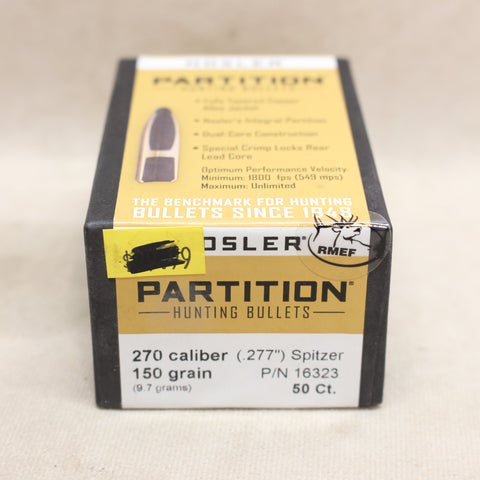 NOSLER
PARTITION
HUNTING BULLETS
• Fully Tapered Copper
Alloy Jacket
• Nosler's Integral Partition
• Dual-Core Construction
• Special Crimp Locks Rear
Lead Core
Optimum Performance Velocity
Minimum: 1800 fps (549 mps)
Maximum: Unlimited
THE BENCHMARK FOR HUNTING
BULLETS SINCE 1948
NOSLER®
RMEF
PARTITION®
HUNTING BULLETS
270 caliber (.277") Spitzer
150 grain P/N 16323
(9.7 grams) 50 Ct.